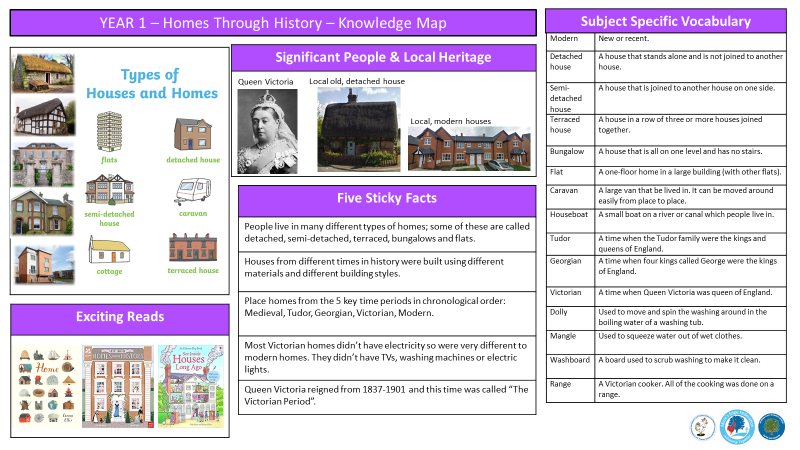 YEAR 1 – Homes Through History – Knowledge Map
Types of
Houses and Homes
flats
detached house
semi-detached
house
caravan
cottage
terraced house
Exciting Reads
Home
HOMES HISTORY
See Inside
Houses
Long Ago
Significant People & Local Heritage
Queen Victoria
Local old, detached house
Local, modern houses
Five Sticky Facts
People live in many different types of homes; some of these are called
detached, semi-detached, terraced, bungalows and flats.
Houses from different times in history were built using different
materials and different building styles.
Place homes from the 5 key time periods in chronological order:
Medieval, Tudor, Georgian, Victorian, Modern.
Most Victorian homes didn’t have electricity so were very different to
modern homes. They didn’t have TVs, washing machines or electric
lights.
Queen Victoria reigned from 1837-1901 and this time was called “The
Victorian Period”.
Subject Specific Vocabulary
Modern
New or recent.
Detached
house
A house that stands alone and is not joined to another
house.
Semi-
detached
house
A house that is joined to another house on one side.
Terraced
house
A house in a row of three or more houses joined
together.
Bungalow
A house that is all on one level and has no stairs.
Flat
A one-floor home in a large building (with other flats).
Caravan
A large van that be lived in. It can be moved around
easily from place to place.
Houseboat
A small boat on a river or canal which people live in.
Tudor
A time when the Tudor family were the kings and
queens of England.
Georgian
A time when four kings called George were the kings
of England.
Victorian
A time when Queen Victoria was queen of England.
Dolly
Used to move and spin the washing around in the
boiling water of a washing tub.
Mangle
Used to squeeze water out of wet clothes.
Washboard
A board used to scrub washing to make it clean.
Range
A Victorian cooker. All of the cooking was done on a
range.